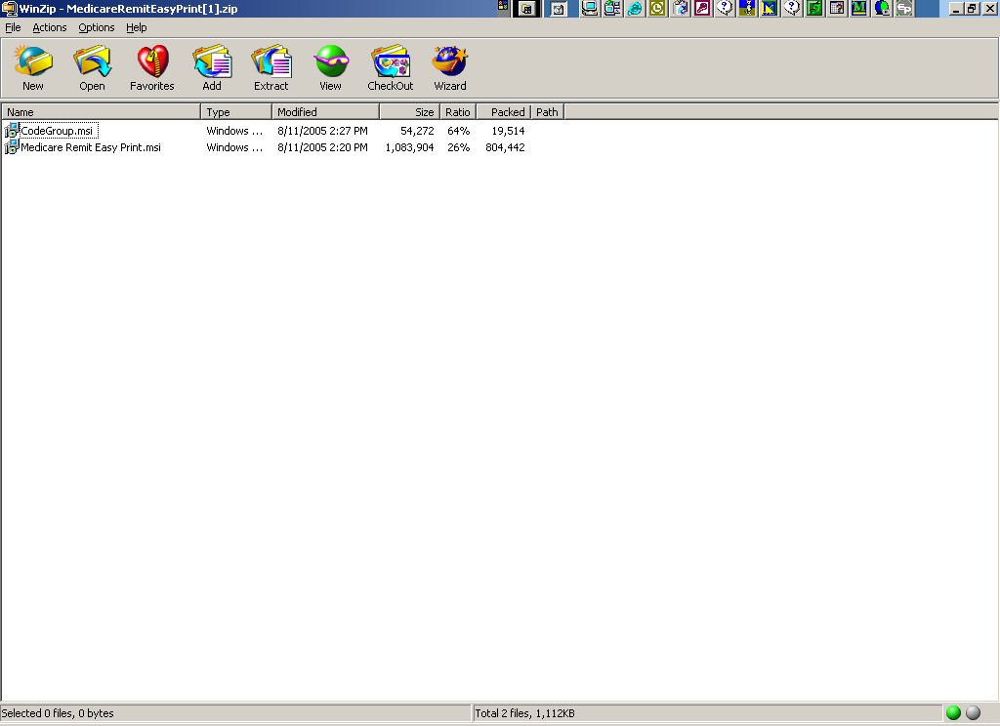 WinZip - MedicareRemitEasyPrint[1].zip
File Actions Options Help
New Open Favorites Add Extract View CheckOut Wizard
Name Type Modified Size Ratio Packed Path
CodeGroup.msi Windows ... 8/11/2005 2:27 PM 54,272 64% 19,514
Medicare Remit Easy Print.msi Windows ... 8/11/2005 2:20 PM 1,083,904 26% 804,442
Selected 0 files, 0 bytes Total 2 files, 1,112KB